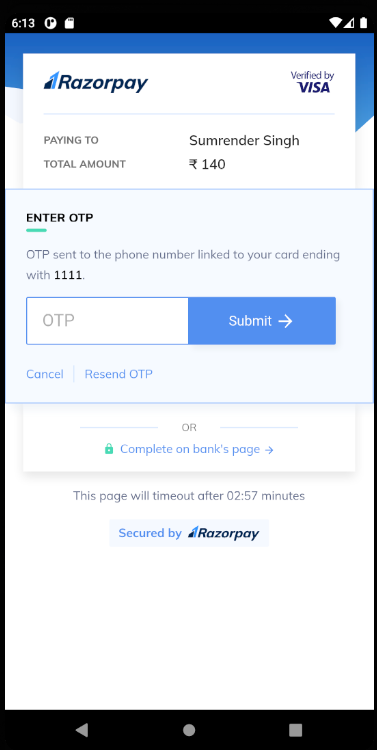 6:13
Razorpay
Verified by
VISA
PAYING TO Sumrender Singh
TOTAL AMOUNT ₹ 140
ENTER OTP
OTP sent to the phone number linked to your card ending
with 1111.
OTP Submit →
Cancel Resend OTP
OR
Complete on bank's page →
This page will timeout after 02:57 minutes
Secured by Razorpay